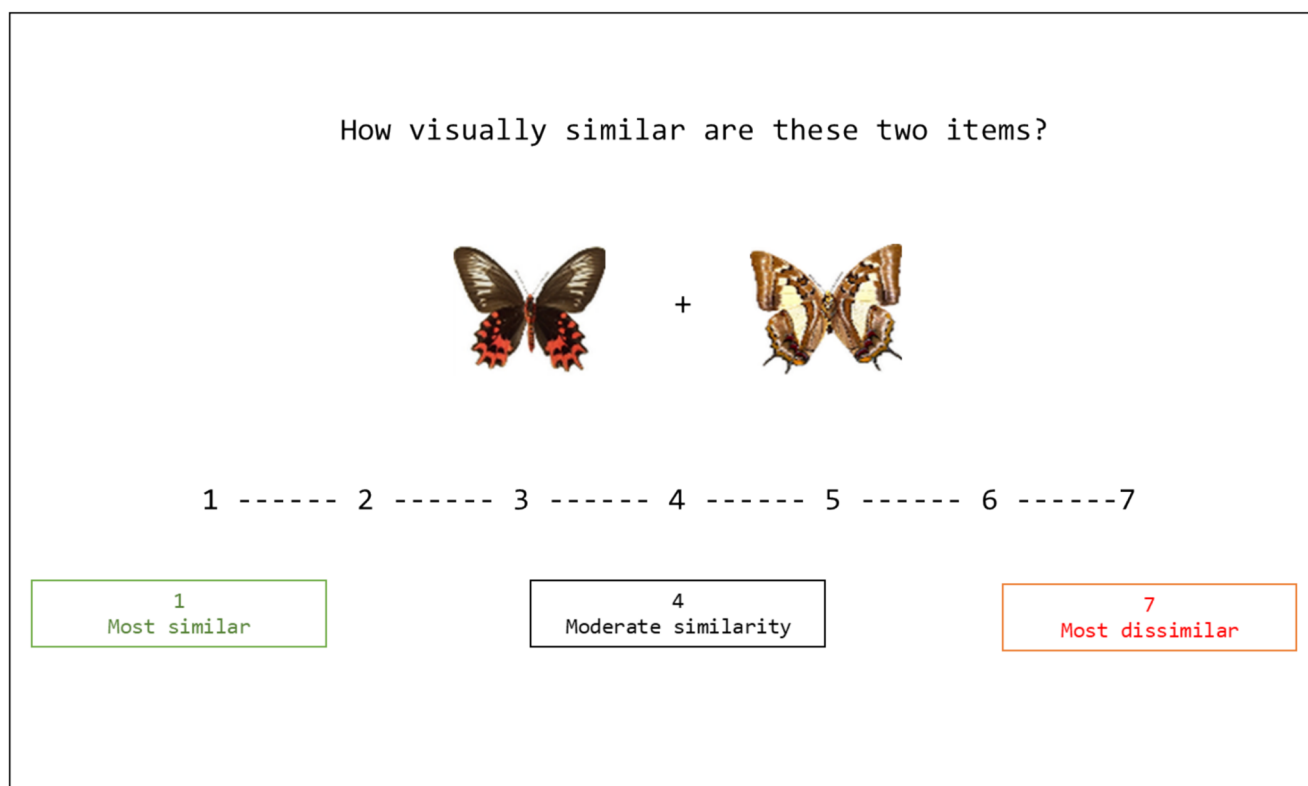 How visually similar are these two items?
+
1 ------ 2 ------ 3 ------ 4 ------ 5 ------ 6 ------7
1
Most similar
4
Moderate similarity
7
Most dissimilar